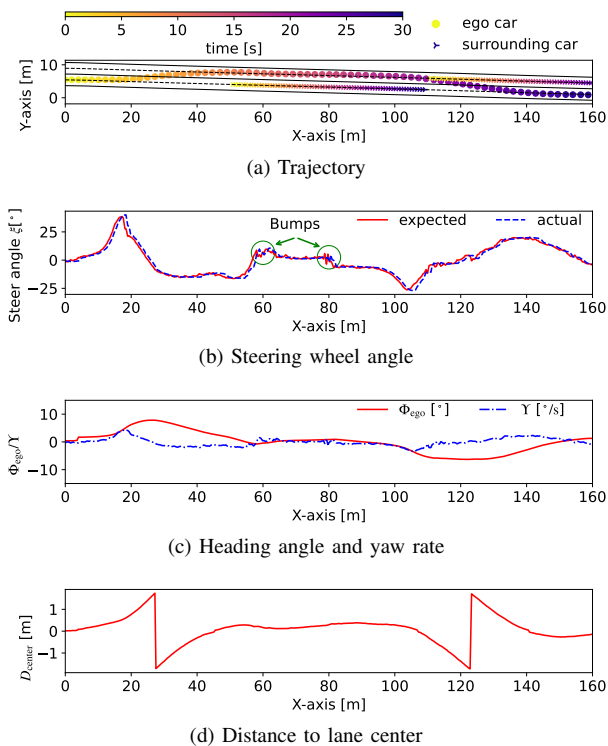 0 5 10 15 20 25 30
time [s]
ego car
surrounding car
Y-axis [m]
10
0
0 20 40 60 80 100 120 140 160
X-axis [m]
(a) Trajectory
Steer angle ξ[°]
25
0
−25
Bumps
expected
actual
0 20 40 60 80 100 120 140 160
X-axis [m]
(b) Steering wheel angle
Φego/ϒ
10
0
−10
Φego [°]
ϒ [°/s]
0 20 40 60 80 100 120 140 160
X-axis [m]
(c) Heading angle and yaw rate
Dcenter [m]
1
0
−1
0 20 40 60 80 100 120 140 160
X-axis [m]
(d) Distance to lane center